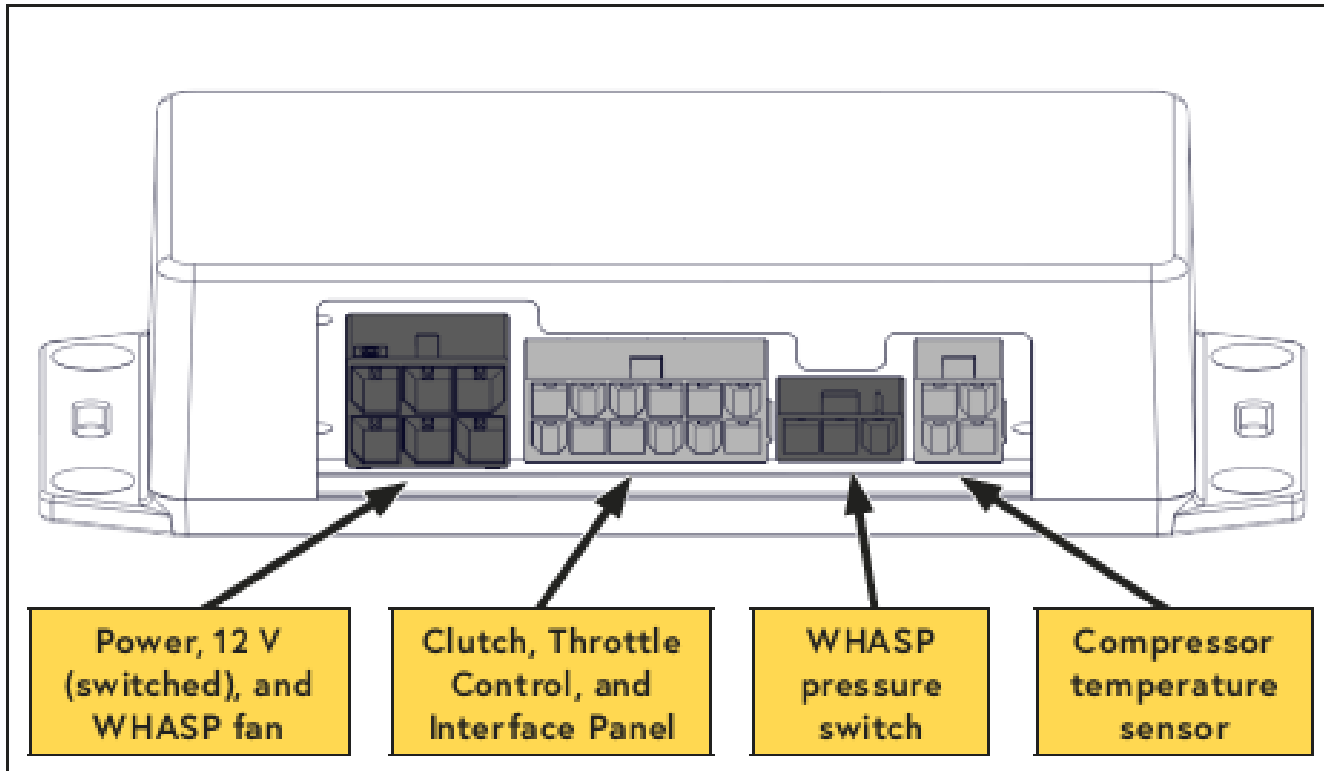 Power, 12 V
(switched), and
WHASP fan
Clutch, Throttle
Control, and
Interface Panel
WHASP
pressure
switch
Compressor
temperature
sensor